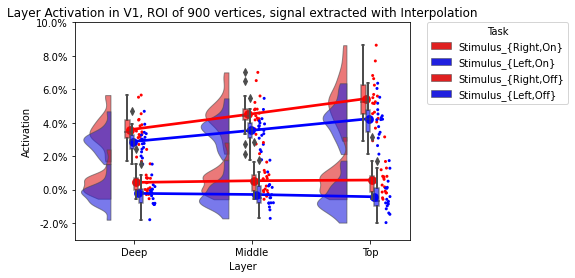 Layer Activation in V1, ROI of 900 vertices, signal extracted with Interpolation
10.0%
8.0%
6.0%
4.0%
2.0%
0.0%
-2.0%
Activation
Deep
Middle
Top
Layer
Task
Stimulus_{Right,On}
Stimulus_{Left,On}
Stimulus_{Right,Off}
Stimulus_{Left,Off}